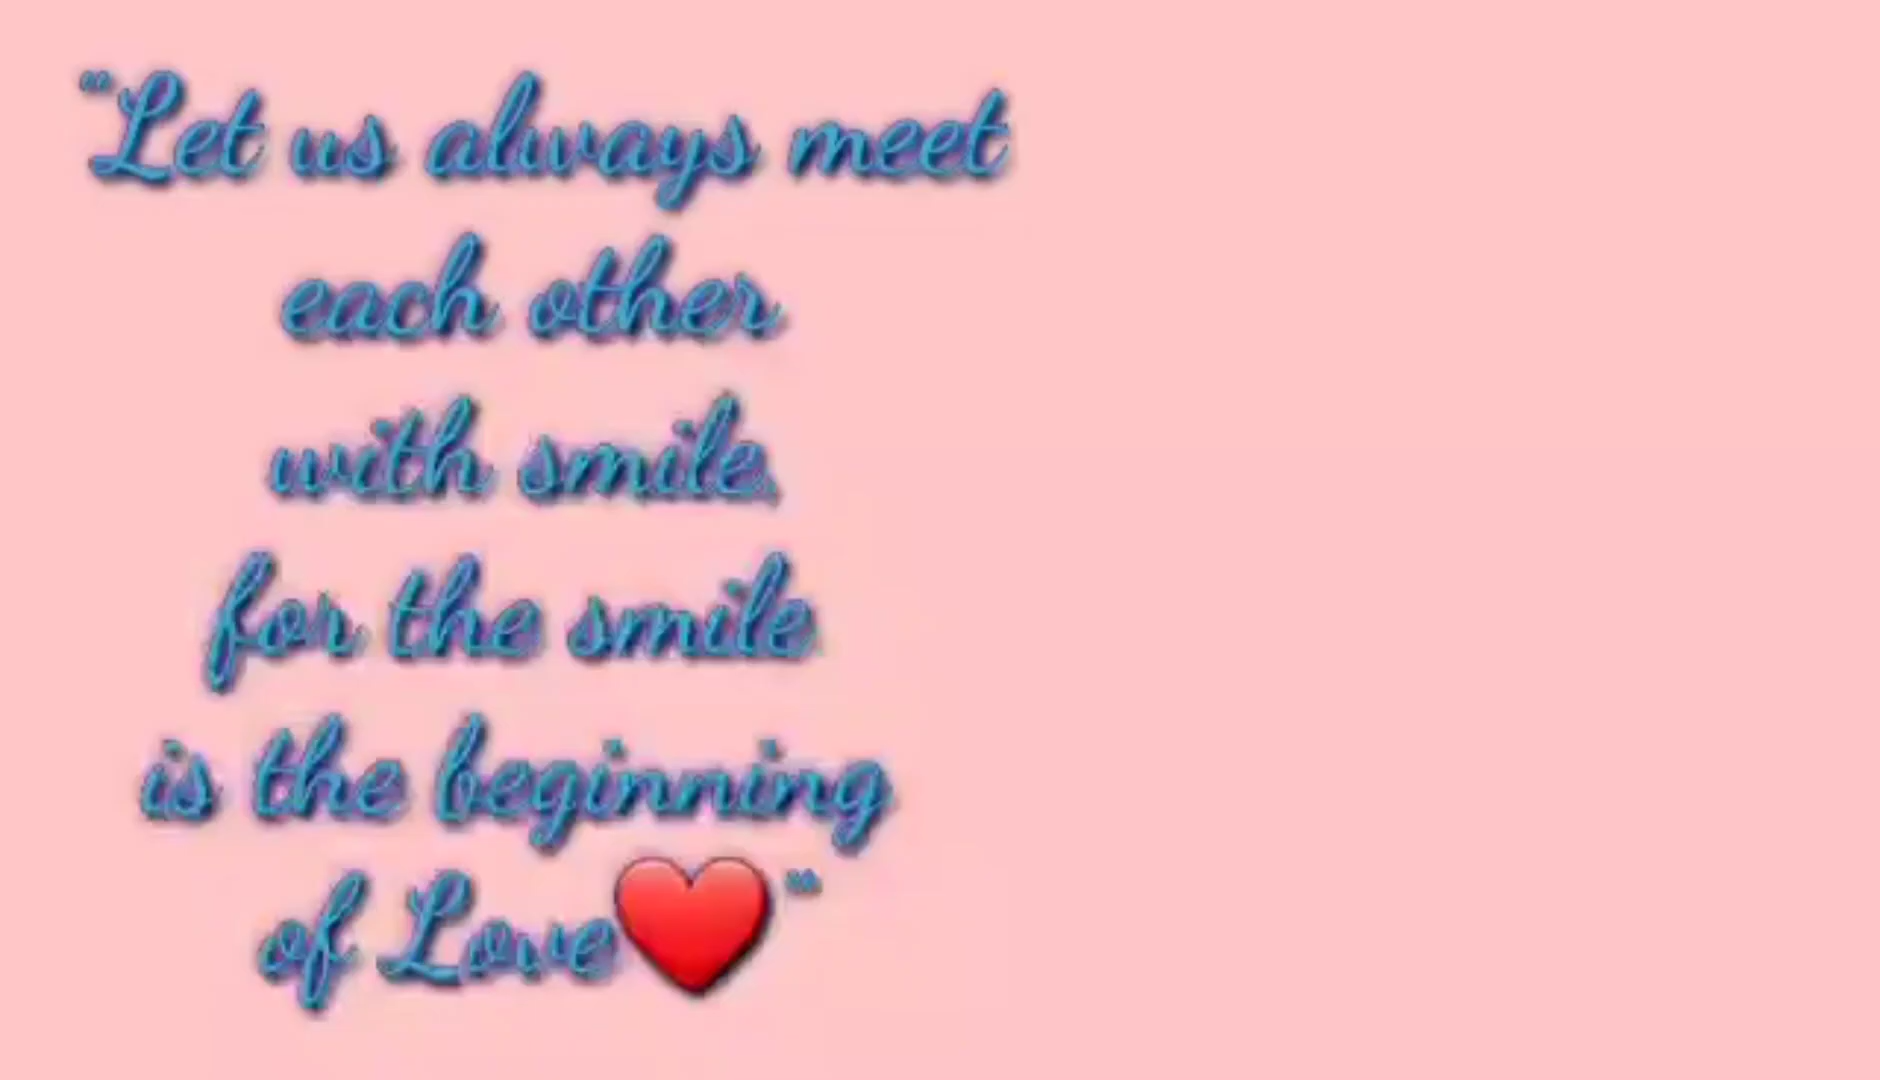 "Let us always meet
each other
with smile,
for the smile
is the beginning
of Love❤"